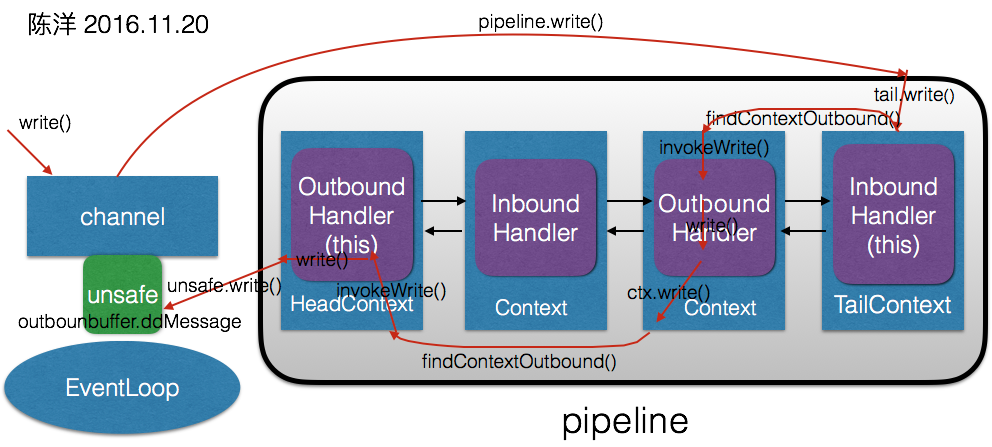 陈洋 2016.11.20
pipeline.write()
write()
tail.write()
findContextOutbound()
invokeWrite()
channel
Outbound
Handler
(this)
Inbound
Handler
Outbound
Handler
write()
Inbound
Handler
(this)
write()
unsafe.write()
unsafe
invokeWrite()
ctx.write()
HeadContext
Context
Context
TailContext
outbounbuffer.ddMessage
findContextOutbound()
EventLoop
pipeline